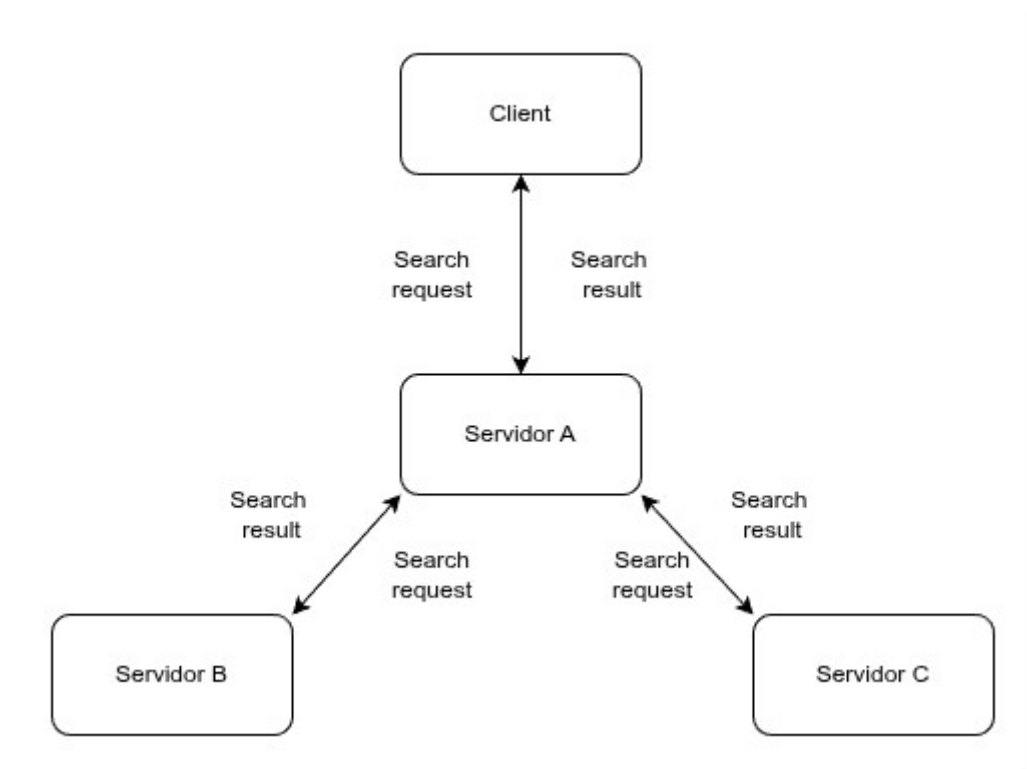 Client
Search
request
Search
result
Servidor A
Search
result
Search
request
Search
request
Search
result
Servidor B
Servidor C